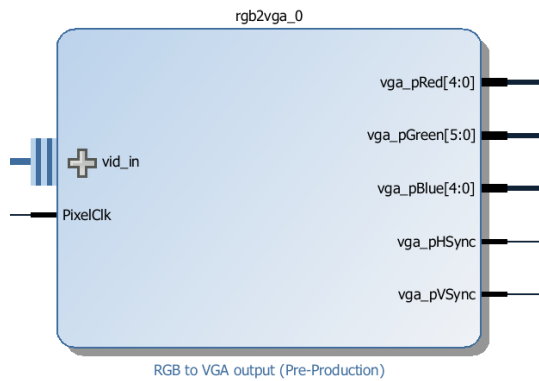 rgb2vga_0
vid_in
PixelClk
vga_pRed[4:0]
vga_pGreen[5:0]
vga_pBlue[4:0]
vga_pHSync
vga_pVSync
RGB to VGA output (Pre-Production)